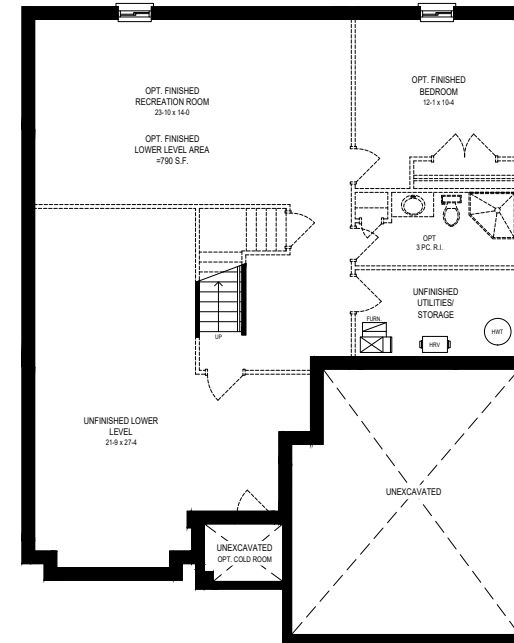 OPT. FINISHED
RECREATION ROOM
23-10 x 14-0
OPT. FINISHED
LOWER LEVEL AREA
=790 S.F.
OPT. FINISHED
BEDROOM
12-1 x 10-4
OPT
3 PC. R.I.
UNFINISHED
UTILITIES/
STORAGE
FURN.
HRV
HWT
UP
UNFINISHED LOWER
LEVEL
21-9 x 27-4
UNEXCAVATED
UNEXCAVATED
OPT. COLD ROOM